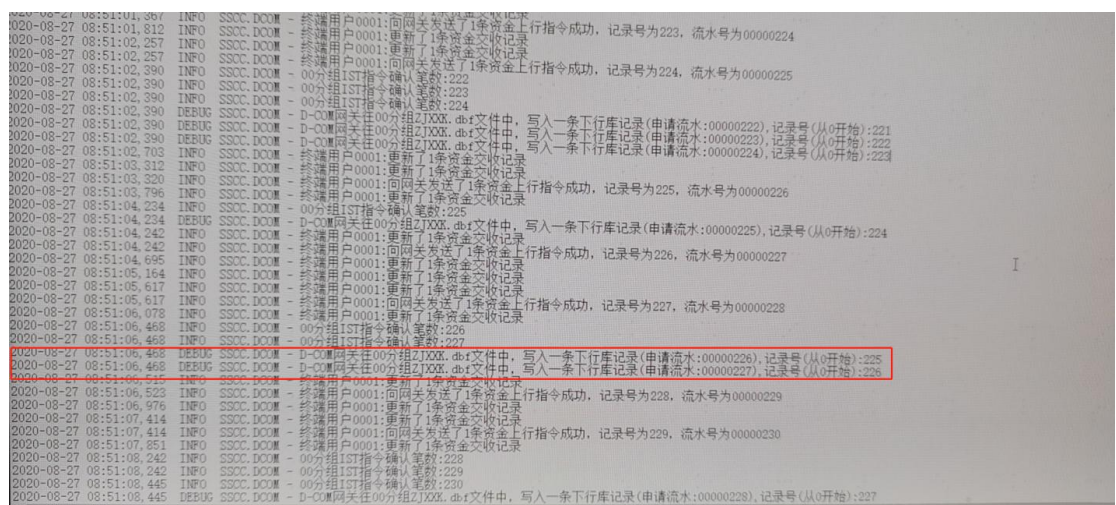 2020-08-27 08:51:01,367 INFO SSCC.DCOM - 终端用户0001:更新了1条资金交收记录
2020-08-27 08:51:01,812 INFO SSCC.DCOM - 终端用户0001:向网关发送了1条资金上行指令成功, 记录号为223, 流水号为00000224
2020-08-27 08:51:02,257 INFO SSCC.DCOM - 终端用户0001:更新了1条资金交收记录
2020-08-27 08:51:02,257 INFO SSCC.DCOM - 终端用户0001:向网关发送了1条资金上行指令成功, 记录号为224, 流水号为00000225
2020-08-27 08:51:02,390 INFO SSCC.DCOM - 00分组IST指令确认笔数:222
2020-08-27 08:51:02,390 INFO SSCC.DCOM - 00分组IST指令确认笔数:223
2020-08-27 08:51:02,390 INFO SSCC.DCOM - 00分组IST指令确认笔数:224
2020-08-27 08:51:02,390 DEBUG SSCC.DCOM - D-COM网关往00分组ZJXXK.dbf文件中, 写入一条下行库记录(申请流水:00000222),记录号(从0开始):221
2020-08-27 08:51:02,390 DEBUG SSCC.DCOM - D-COM网关往00分组ZJXXK.dbf文件中, 写入一条下行库记录(申请流水:00000223),记录号(从0开始):222
2020-08-27 08:51:02,390 DEBUG SSCC.DCOM - D-COM网关往00分组ZJXXK.dbf文件中, 写入一条下行库记录(申请流水:00000224),记录号(从0开始):223
2020-08-27 08:51:02,703 INFO SSCC.DCOM - 终端用户0001:更新了1条资金交收记录
2020-08-27 08:51:03,312 INFO SSCC.DCOM - 终端用户0001:更新了1条资金交收记录
2020-08-27 08:51:03,320 INFO SSCC.DCOM - 终端用户0001:向网关发送了1条资金上行指令成功, 记录号为225, 流水号为00000226
2020-08-27 08:51:03,796 INFO SSCC.DCOM - 终端用户0001:更新了1条资金交收记录
2020-08-27 08:51:04,234 INFO SSCC.DCOM - 00分组IST指令确认笔数:225
2020-08-27 08:51:04,234 DEBUG SSCC.DCOM - D-COM网关往00分组ZJXXK.dbf文件中, 写入一条下行库记录(申请流水:00000225),记录号(从0开始):224
2020-08-27 08:51:04,242 INFO SSCC.DCOM - 终端用户0001:更新了1条资金交收记录
2020-08-27 08:51:04,242 INFO SSCC.DCOM - 终端用户0001:向网关发送了1条资金上行指令成功, 记录号为226, 流水号为00000227
2020-08-27 08:51:04,695 INFO SSCC.DCOM - 终端用户0001:更新了1条资金交收记录
2020-08-27 08:51:05,164 INFO SSCC.DCOM - 终端用户0001:更新了1条资金交收记录
2020-08-27 08:51:05,617 INFO SSCC.DCOM - 终端用户0001:更新了1条资金交收记录
2020-08-27 08:51:05,617 INFO SSCC.DCOM - 终端用户0001:向网关发送了1条资金上行指令成功, 记录号为227, 流水号为00000228
2020-08-27 08:51:06,078 INFO SSCC.DCOM - 终端用户0001:更新了1条资金交收记录
2020-08-27 08:51:06,468 INFO SSCC.DCOM - 00分组IST指令确认笔数:226
2020-08-27 08:51:06,468 INFO SSCC.DCOM - 00分组IST指令确认笔数:227
2020-08-27 08:51:06,468 DEBUG SSCC.DCOM - D-COM网关往00分组ZJXXK.dbf文件中, 写入一条下行库记录(申请流水:00000226),记录号(从0开始):225
2020-08-27 08:51:06,468 DEBUG SSCC.DCOM - D-COM网关往00分组ZJXXK.dbf文件中, 写入一条下行库记录(申请流水:00000227),记录号(从0开始):226
2020-08-27 08:51:06,515 INFO SSCC.DCOM - 终端用户0001:更新了1条资金交收记录
2020-08-27 08:51:06,523 INFO SSCC.DCOM - 终端用户0001:向网关发送了1条资金上行指令成功, 记录号为228, 流水号为00000229
2020-08-27 08:51:06,976 INFO SSCC.DCOM - 终端用户0001:更新了1条资金交收记录
2020-08-27 08:51:07,414 INFO SSCC.DCOM - 终端用户0001:更新了1条资金交收记录
2020-08-27 08:51:07,414 INFO SSCC.DCOM - 终端用户0001:向网关发送了1条资金上行指令成功, 记录号为229, 流水号为00000230
2020-08-27 08:51:07,851 INFO SSCC.DCOM - 终端用户0001:更新了1条资金交收记录
2020-08-27 08:51:08,242 INFO SSCC.DCOM - 00分组IST指令确认笔数:228
2020-08-27 08:51:08,242 INFO SSCC.DCOM - 00分组IST指令确认笔数:229
2020-08-27 08:51:08,445 INFO SSCC.DCOM - 00分组IST指令确认笔数:230
2020-08-27 08:51:08,445 DEBUG SSCC.DCOM - D-COM网关往00分组ZJXXK.dbf文件中, 写入一条下行库记录(申请流水:00000228),记录号(从0开始):227